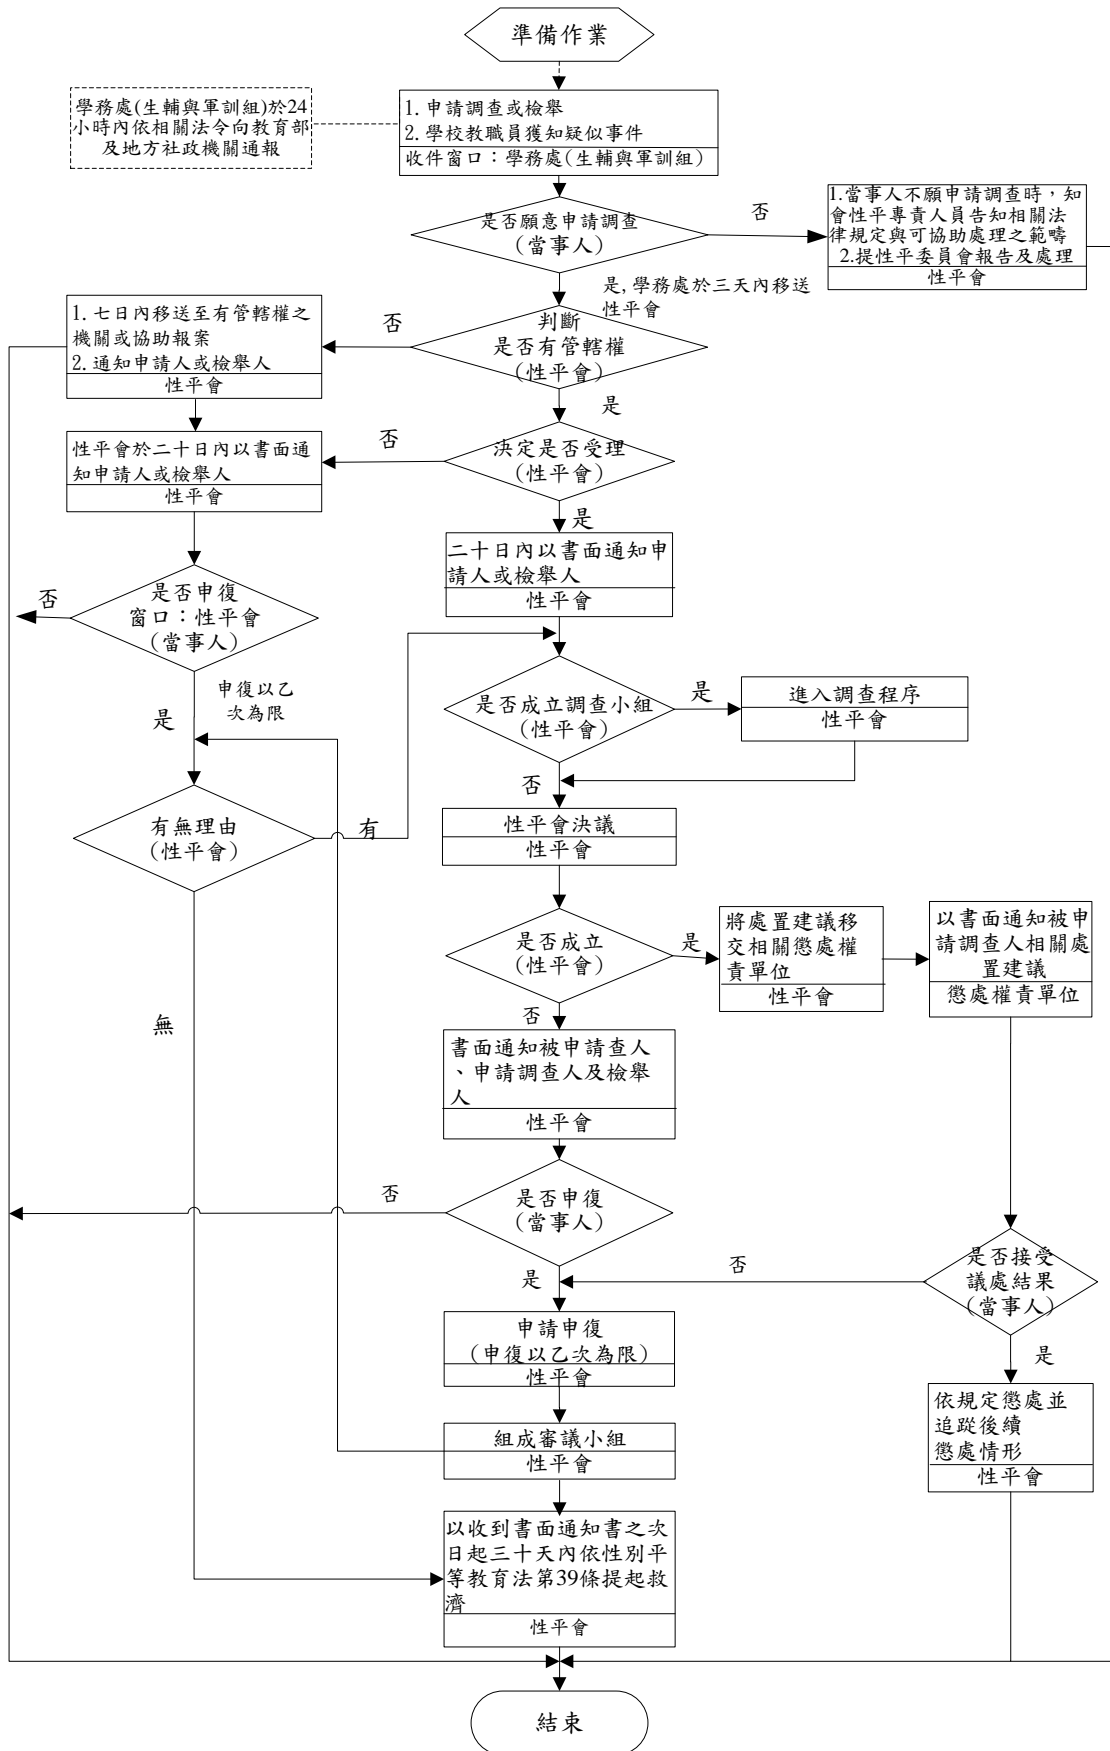 準備作業
學務處(生輔與軍訓組)於24
小時內依相關法令向教育部
及地方社政機關通報
1. 申請調查或檢舉
2. 學校教職員獲知疑似事件
收件窗口：學務處(生輔與軍訓組)
是否願意申請調查
(當事人)
否
1.當事人不願申請調查時，知
會性平專責人員告知相關法
律規定與可協助處理之範疇
2.提性平委員會報告及處理
性平會
是, 學務處於三天內移送
性平會
判斷
是否有管轄權
(性平會)
否
1. 七日內移送至有管轄權之
機關或協助報案
2. 通知申請人或檢舉人
性平會
是
決定是否受理
(性平會)
否
性平會於二十日內以書面通
知申請人或檢舉人
性平會
是
二十日內以書面通知申
請人或檢舉人
性平會
是否申復
窗口：性平會
(當事人)
否
是
申復以乙
次為限
是否成立調查小組
(性平會)
是
進入調查程序
性平會
否
有無理由
(性平會)
有
無
性平會決議
性平會
是否成立
(性平會)
是
將處置建議移
交相關懲處權
責單位
性平會
以書面通知被申
請調查人相關處
置建議
懲處權責單位
否
書面通知被申請查人
、申請調查人及檢舉
人
性平會
是否申復
(當事人)
否
是
是否接受
議處結果
(當事人)
否
是
申請申復
(申復以乙次為限)
性平會
組成審議小組
性平會
依規定懲處並
追蹤後續
懲處情形
性平會
以收到書面通知書之次
日起三十天內依性別平
等教育法第39條提起救
濟
性平會
結束